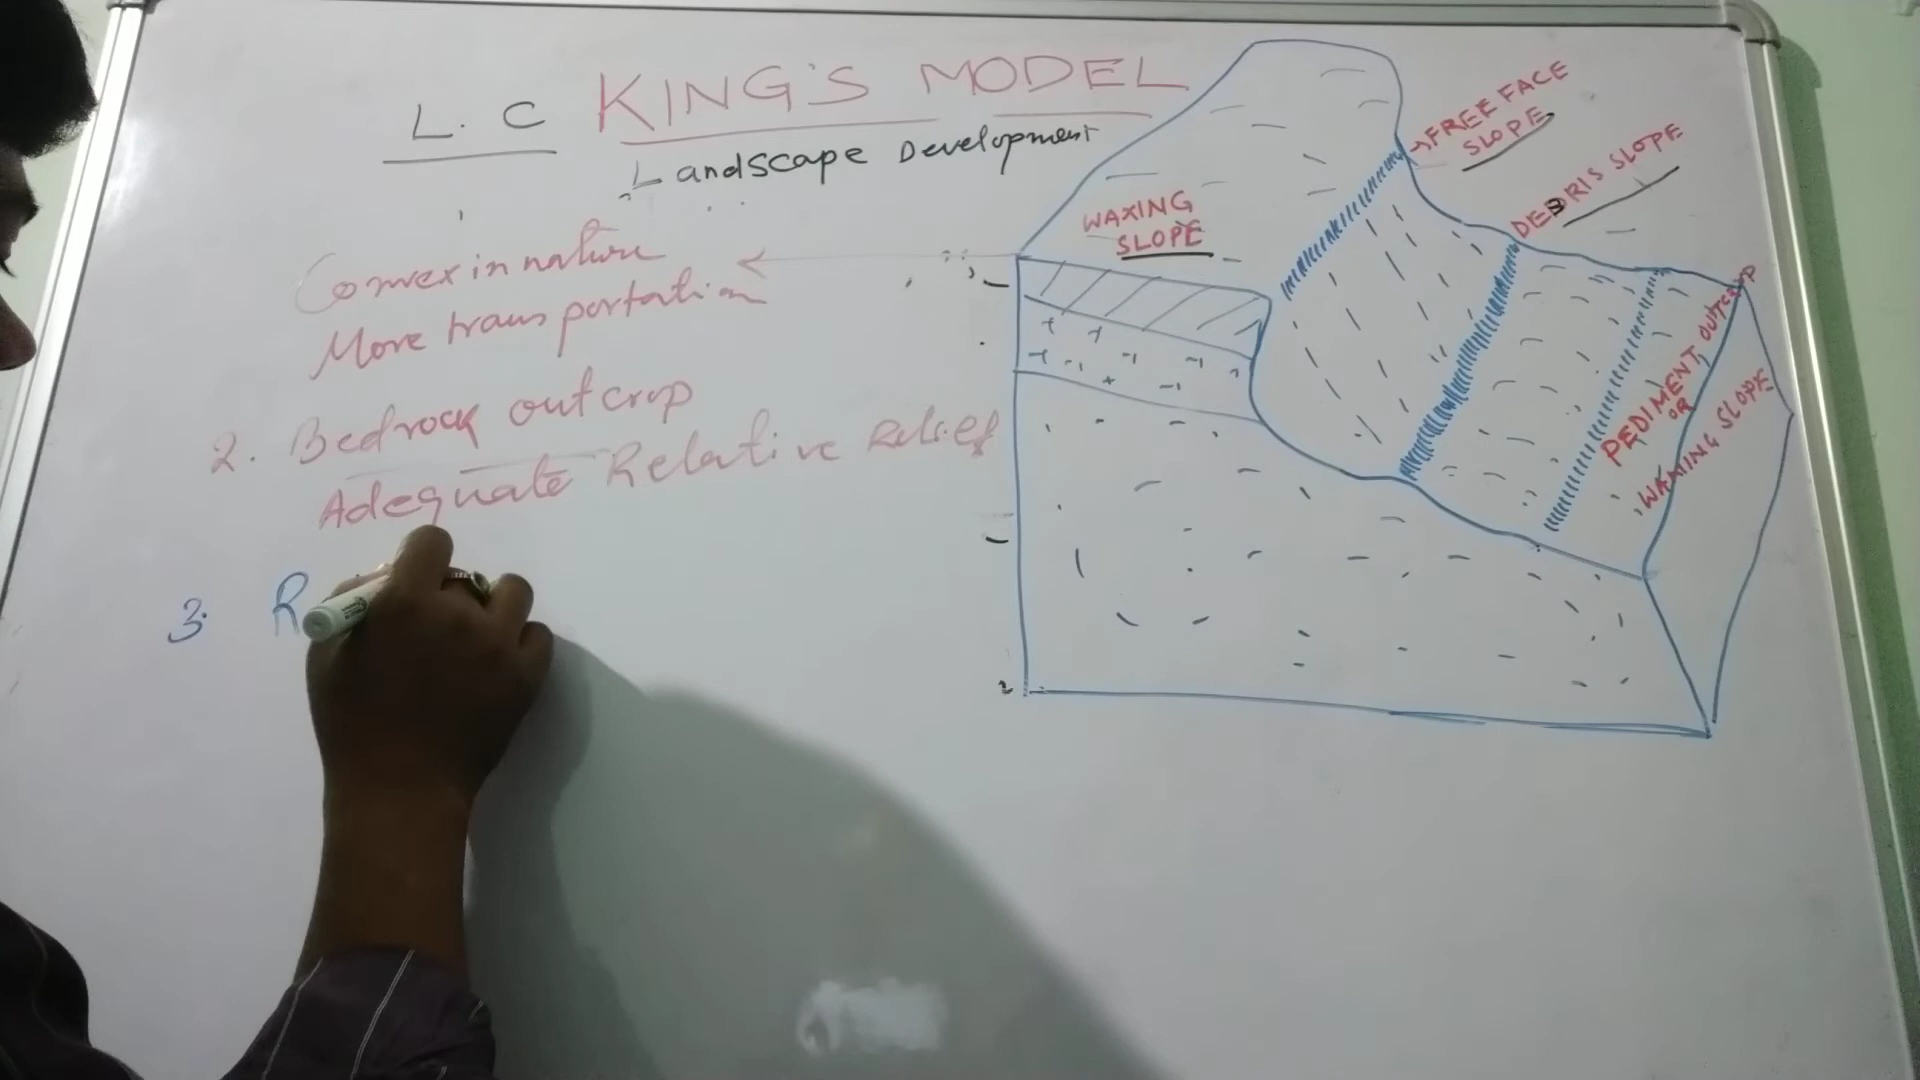 L. C KING'S MODEL
Landscape Development
Convex in nature
More transportation
2. Bedrock outcrop
Adequate Relative Relief
3. R
WAXING
SLOPE
FREE FACE
SLOPE
DEBRIS SLOPE
PEDIMENT, OUTCROP
OR
WANIING SLOPE